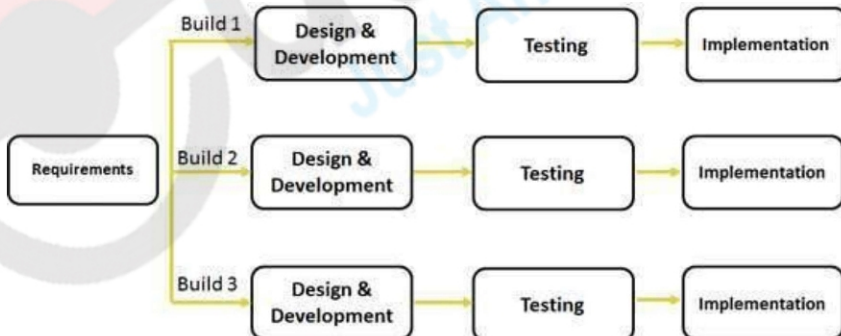 Build 1
Design &
Development
Testing
Implementation
Requirements
Build 2
Design &
Development
Testing
Implementation
Build 3
Design &
Development
Testing
Implementation
Just